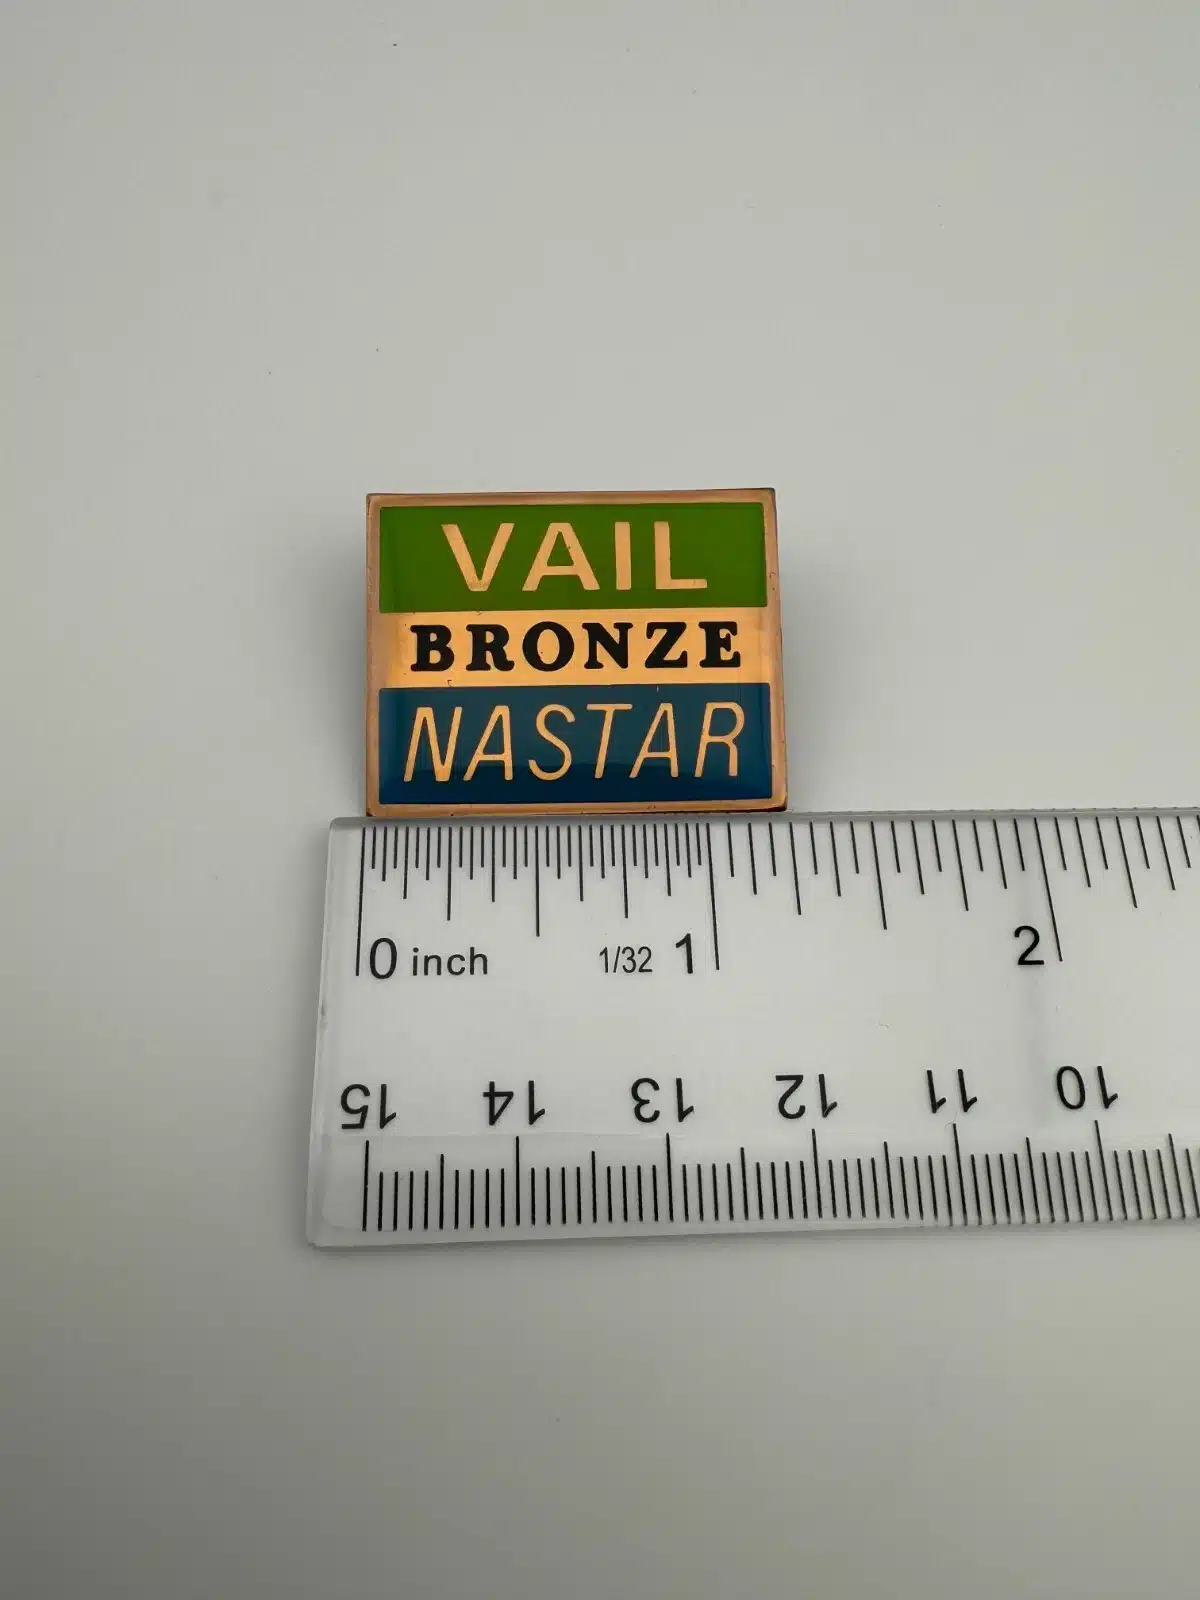 VAIL
BRONZE
NASTAR
0 inch 1/32 1 2
15 14 13 12 11 10